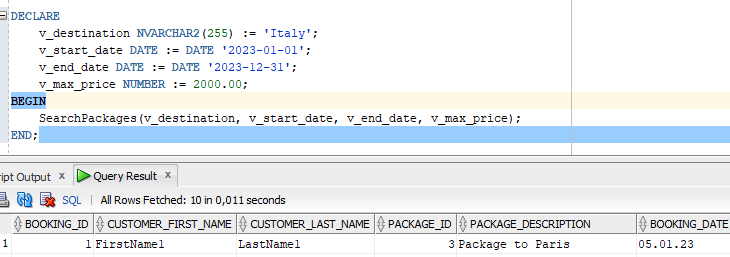 DECLARE
v_destination NVARCHAR2(255) := 'Italy';
v_start_date DATE := DATE '2023-01-01';
v_end_date DATE := DATE '2023-12-31';
v_max_price NUMBER := 2000.00;
BEGIN
SearchPackages(v_destination, v_start_date, v_end_date, v_max_price);
END;
ript Output x Query Result x
SQL | All Rows Fetched: 10 in 0,011 seconds
BOOKING_ID CUSTOMER_FIRST_NAME CUSTOMER_LAST_NAME PACKAGE_ID PACKAGE_DESCRIPTION BOOKING_DATE
1 1 FirstName1 LastName1 3 Package to Paris 05.01.23